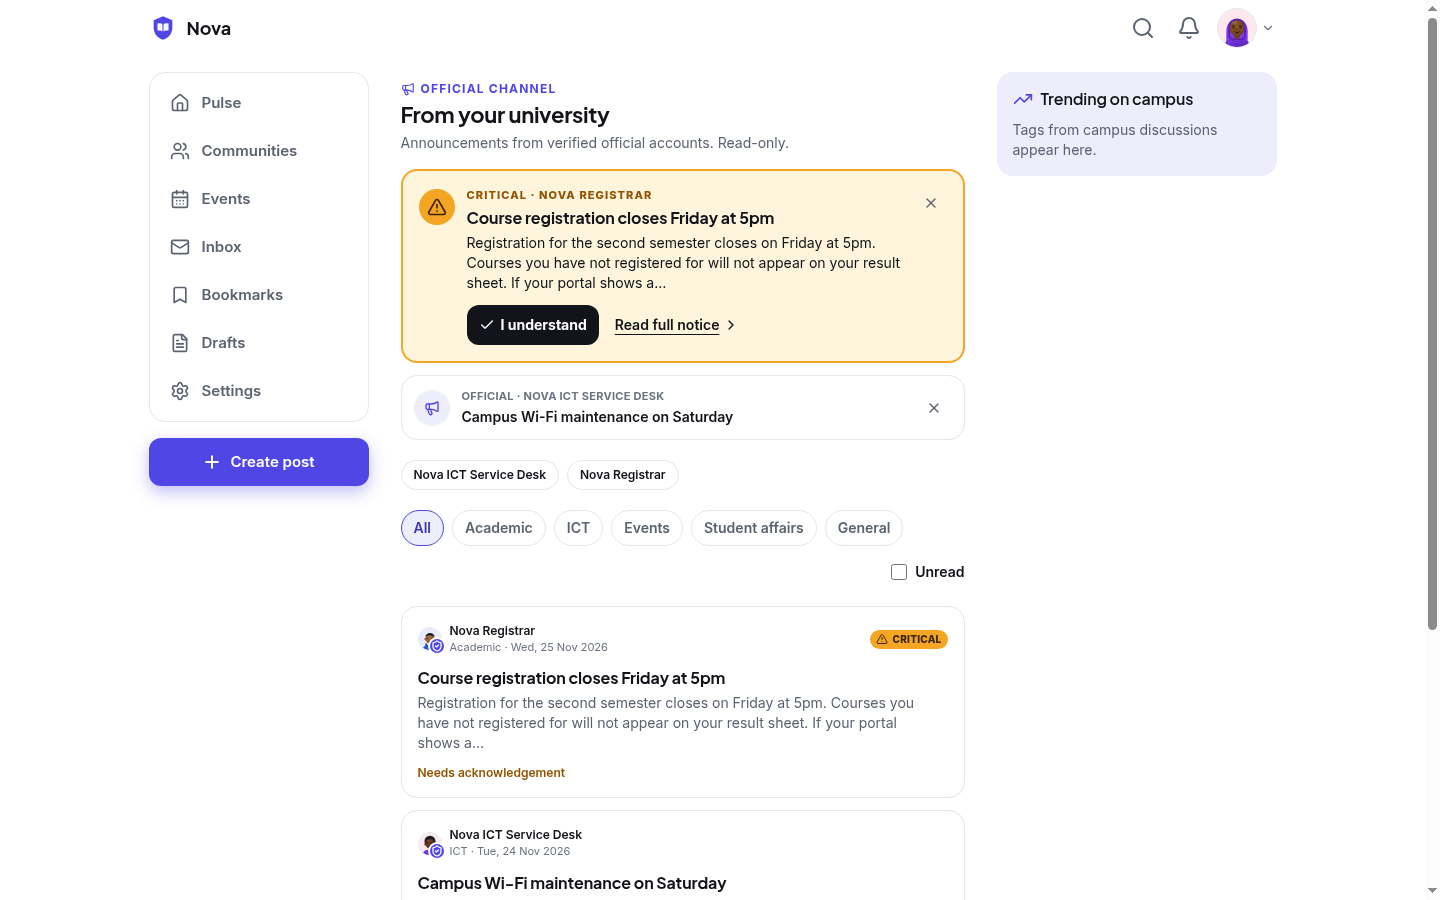 Nova
Pulse
Communities
Events
Inbox
Bookmarks
Drafts
Settings
Create post
OFFICIAL CHANNEL
From your university
Announcements from verified official accounts. Read-only.
CRITICAL · NOVA REGISTRAR
Course registration closes Friday at 5pm
Registration for the second semester closes on Friday at 5pm.
Courses you have not registered for will not appear on your result
sheet. If your portal shows a...
I understand
Read full notice
OFFICIAL · NOVA ICT SERVICE DESK
Campus Wi-Fi maintenance on Saturday
Nova ICT Service Desk
Nova Registrar
All
Academic
ICT
Events
Student affairs
General
Unread
Nova Registrar
Academic · Wed, 25 Nov 2026
CRITICAL
Course registration closes Friday at 5pm
Registration for the second semester closes on Friday at 5pm. Courses you
have not registered for will not appear on your result sheet. If your portal
shows a...
Needs acknowledgement
Nova ICT Service Desk
ICT · Tue, 24 Nov 2026
Campus Wi-Fi maintenance on Saturday
Trending on campus
Tags from campus discussions
appear here.